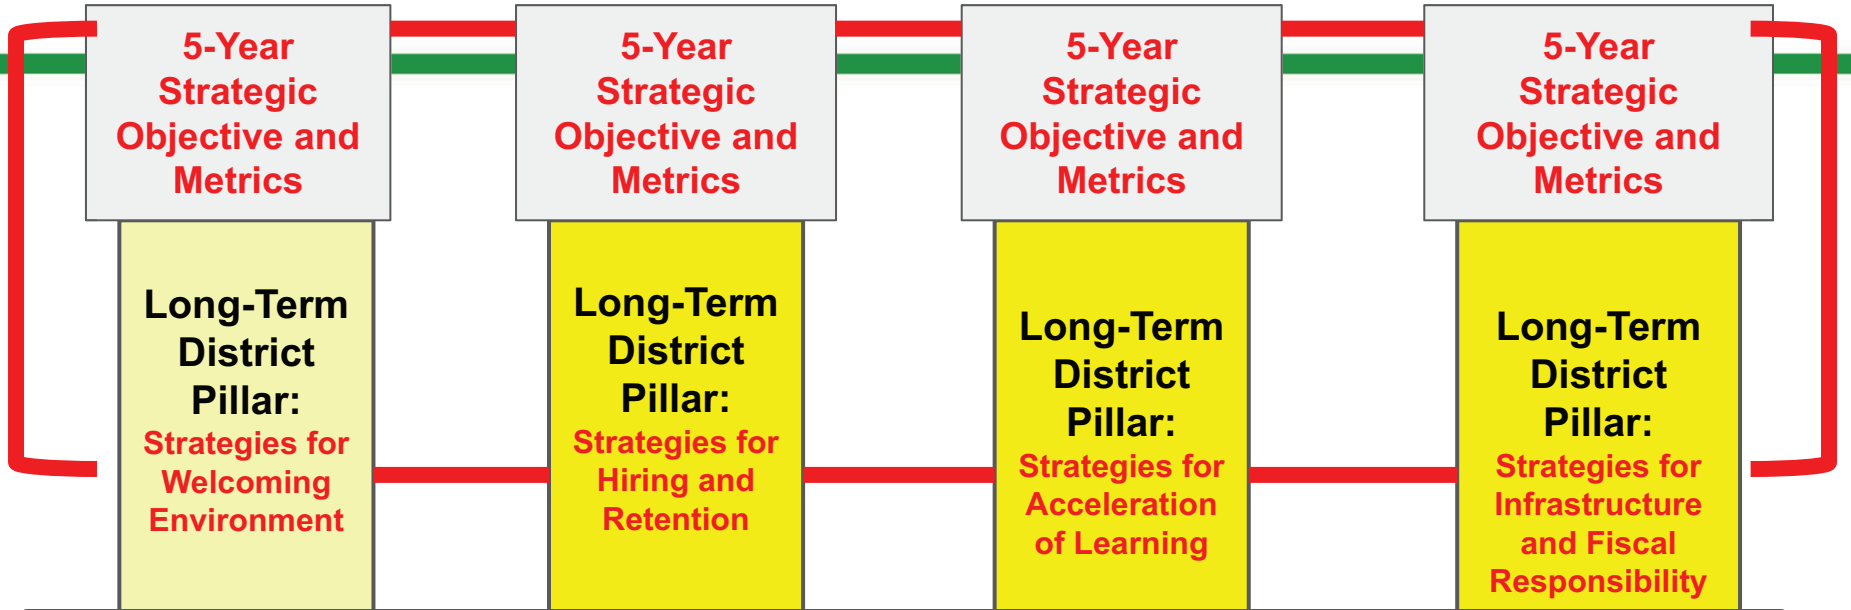 5-Year
Strategic
Objective and
Metrics
5-Year
Strategic
Objective and
Metrics
5-Year
Strategic
Objective and
Metrics
5-Year
Strategic
Objective and
Metrics
Long-Term
District
Pillar:
Strategies for
Welcoming
Environment
Long-Term
District
Pillar:
Strategies for
Hiring and
Retention
Long-Term
District
Pillar:
Strategies for
Acceleration
of Learning
Long-Term
District
Pillar:
Strategies for
Infrastructure
and Fiscal
Responsibility